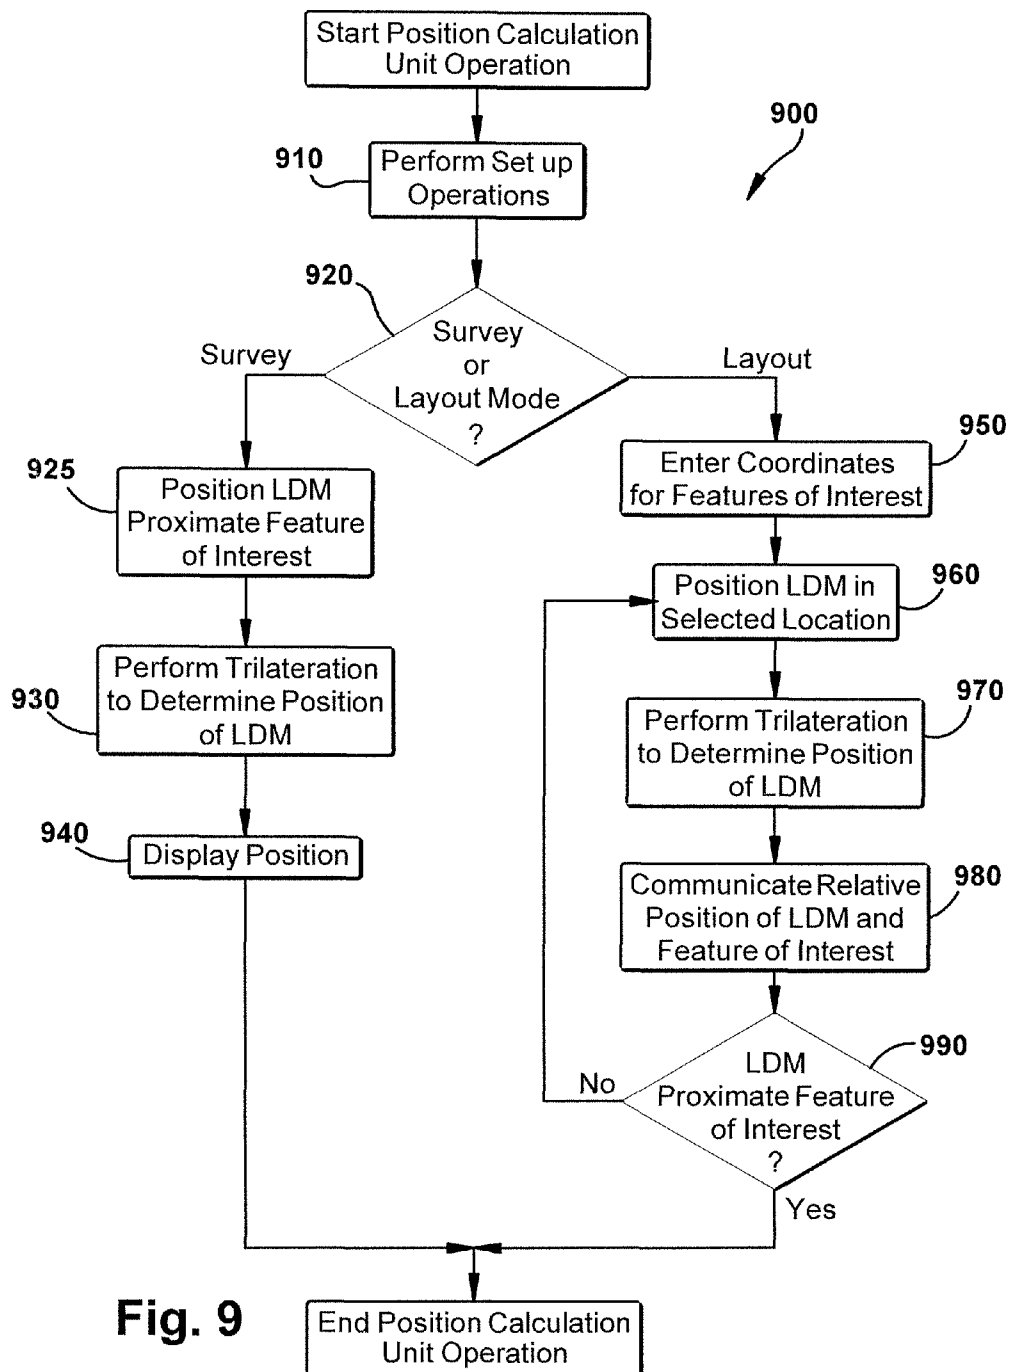 Start Position Calculation
Unit Operation
900
910
Perform Set up
Operations
920
Survey
or
Layout Mode
?
Survey
Layout
925
Position LDM
Proximate Feature
of Interest
930
Perform Trilateration
to Determine Position
of LDM
940
Display Position
950
Enter Coordinates
for Features of Interest
960
Position LDM in
Selected Location
970
Perform Trilateration
to Determine Position
of LDM
980
Communicate Relative
Position of LDM and
Feature of Interest
990
LDM
Proximate Feature
of Interest
?
No
Yes
End Position Calculation
Unit Operation
Fig. 9